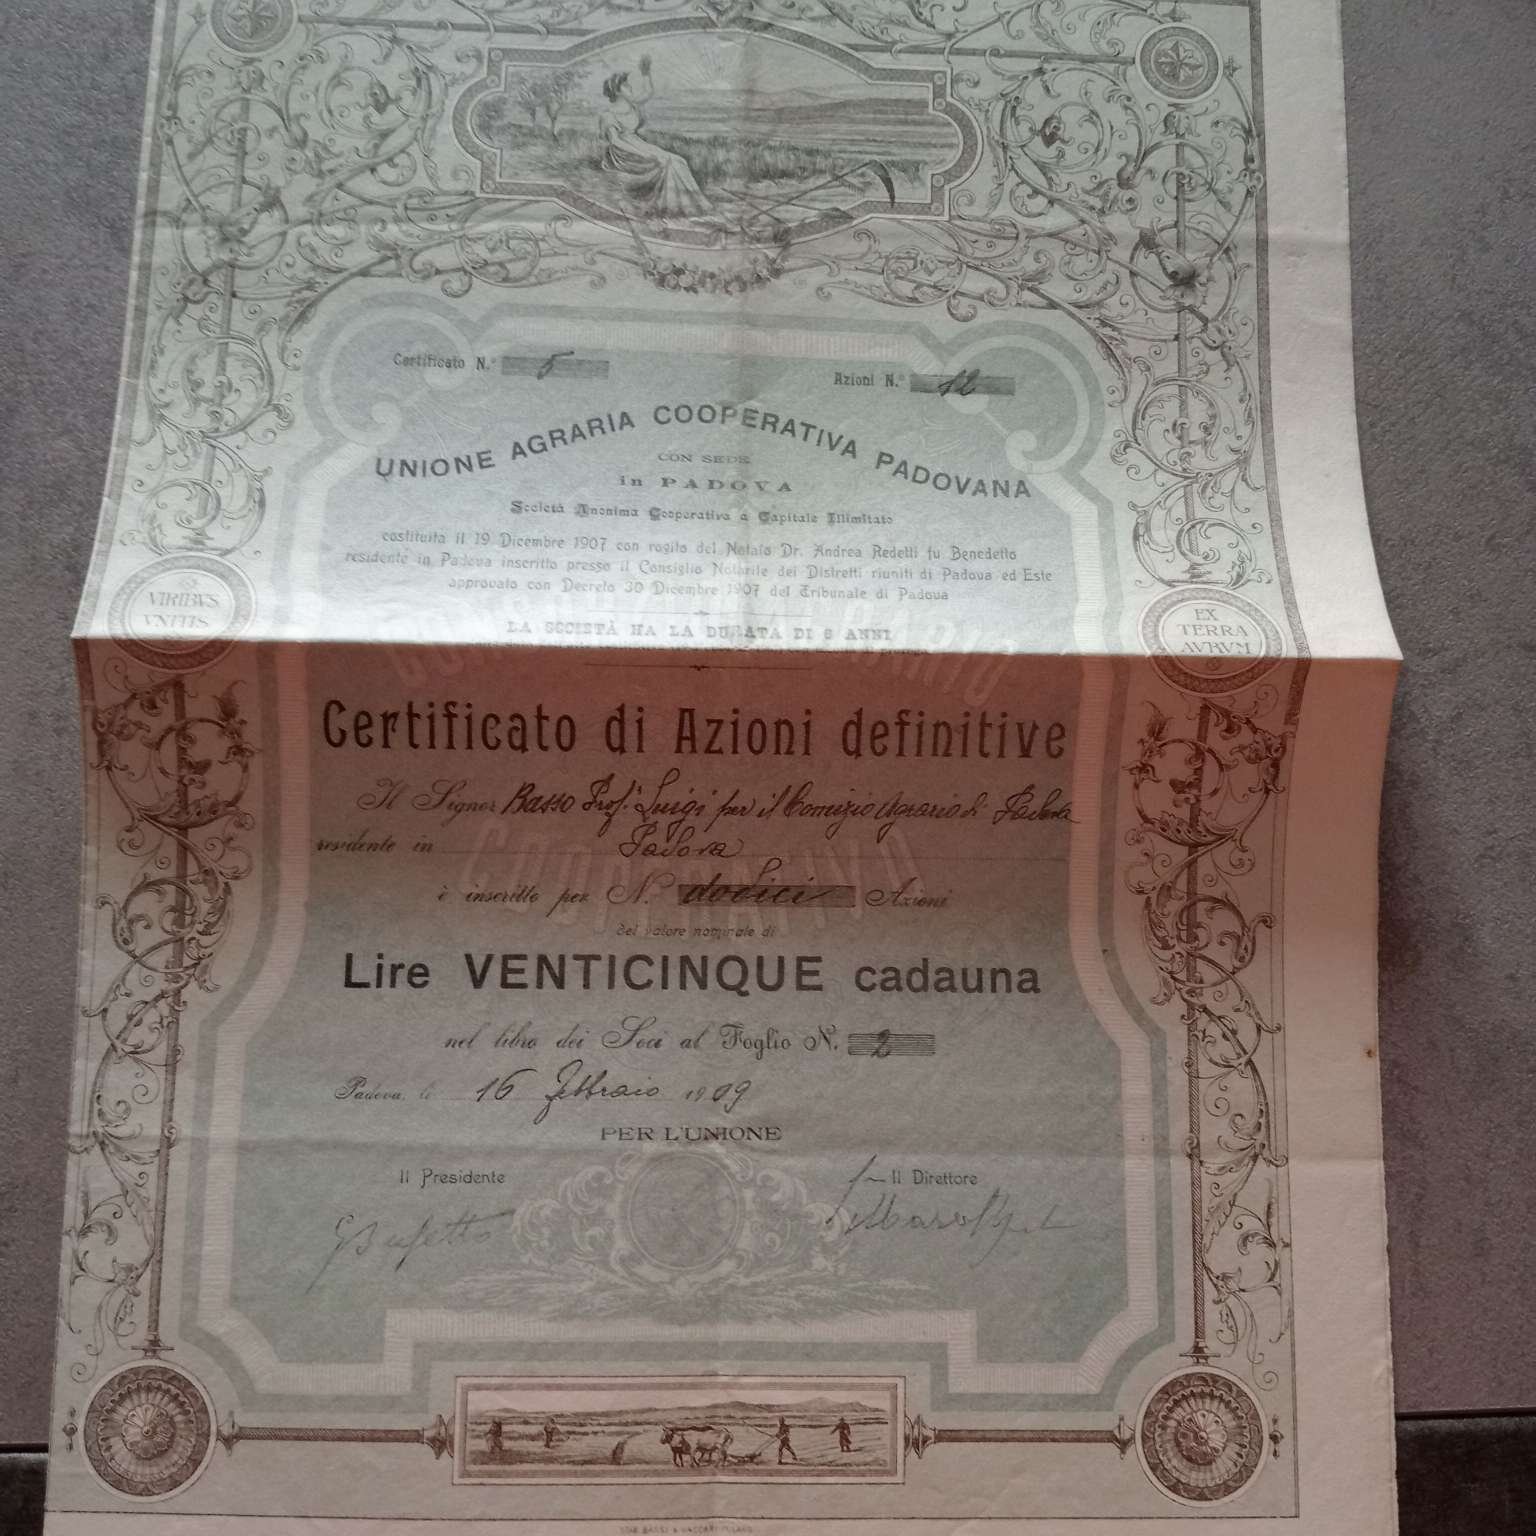 Certificato N.º 5
Azioni N.º 12
UNIONE AGRARIA COOPERATIVA PADOVANA
CON SEDE
in PADOVA
Società Anonima Cooperativa a Capitale Illimitato
costituita il 19 Dicembre 1907 con rogito del Notaio Dr. Andrea Redetti fu Benedetto
residente in Padova inscritto presso il Consiglio Notarile dei Distretti riuniti di Padova ed Este
approvato con Decreto 30 Dicembre 1907 del Tribunale di Padova
VIRIBVS
VNITIS
EX
TERRA
AVRVM
LA SOCIETÀ HA LA DURATA DI ANNI
Certificato di Azioni definitive
Il Signor Basso Prof.r Luigi per il Comizio Agrario di Padova
residente in Padova
COOPERATIVO
è inscritto per N. dodici Azioni
del valore nominale di
Lire VENTICINQUE cadauna
nel libro dei Soci al Foglio N. 2
Padova, li 16 Febbraio 1909
PER L'UNIONE
Il Presidente
Il Direttore